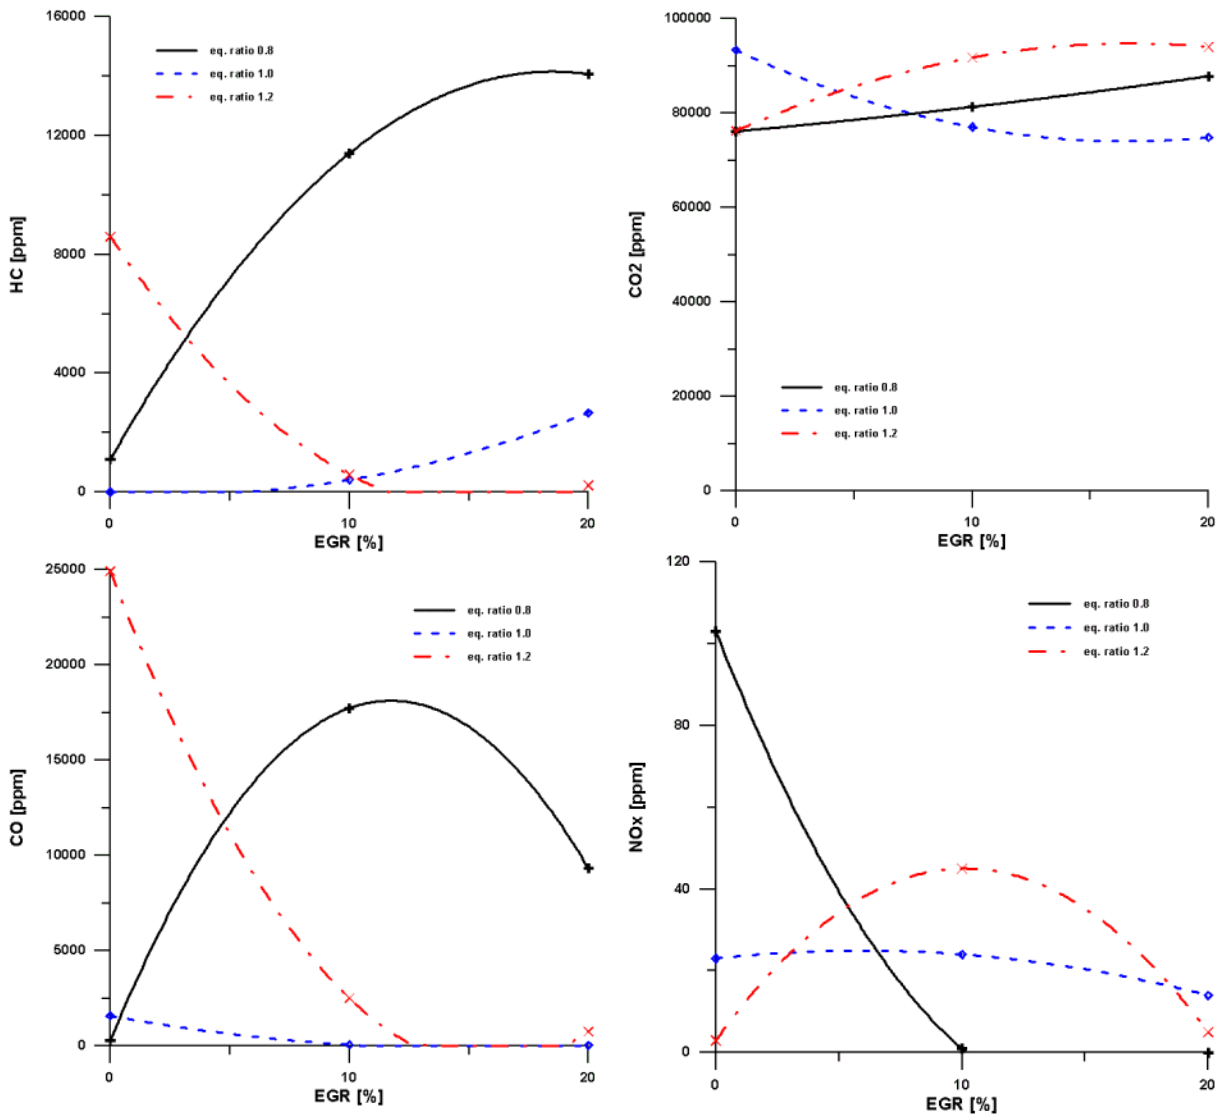 16000
12000
8000
4000
0
HC [ppm]
eq. ratio 0.8
eq. ratio 1.0
eq. ratio 1.2
0
10
20
EGR [%]
100000
80000
60000
40000
20000
0
CO2 [ppm]
eq. ratio 0.8
eq. ratio 1.0
eq. ratio 1.2
0
10
20
EGR [%]
25000
20000
15000
10000
5000
0
CO [ppm]
eq. ratio 0.8
eq. ratio 1.0
eq. ratio 1.2
0
10
20
EGR [%]
120
80
40
0
NOx [ppm]
eq. ratio 0.8
eq. ratio 1.0
eq. ratio 1.2
0
10
20
EGR [%]